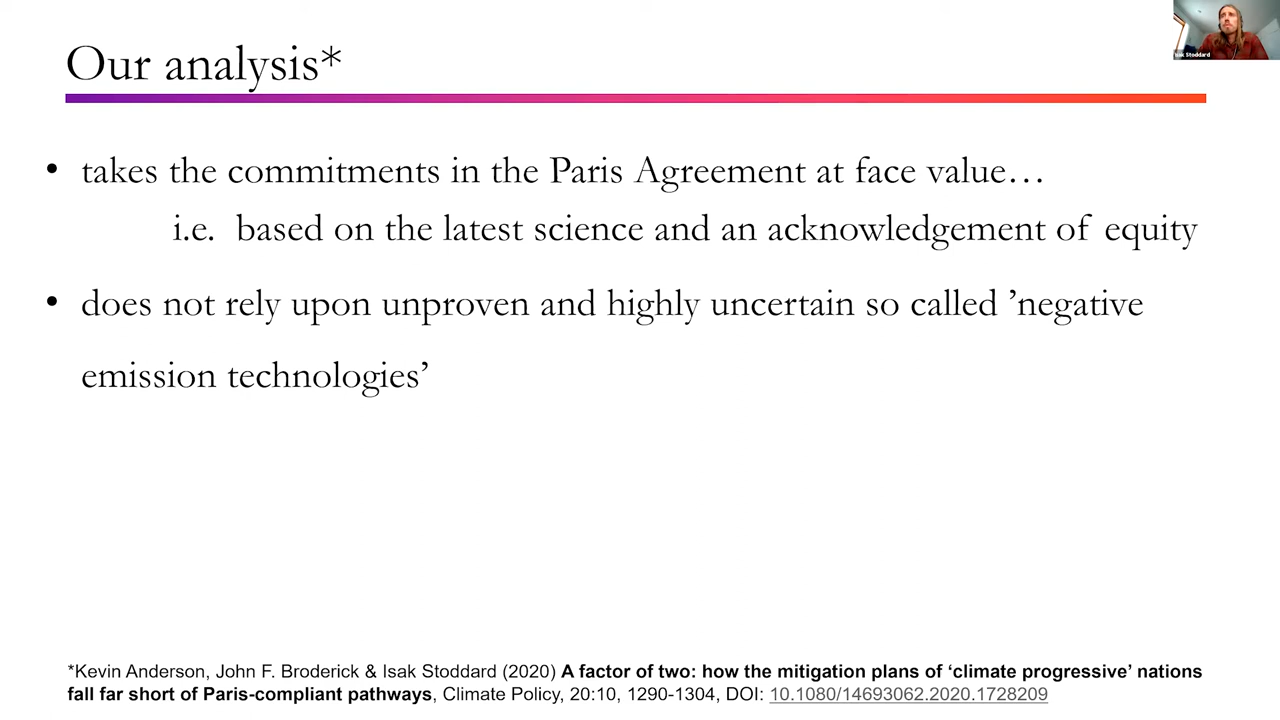 Our analysis*
• takes the commitments in the Paris Agreement at face value…
i.e. based on the latest science and an acknowledgement of equity
• does not rely upon unproven and highly uncertain so called ’negative
emission technologies’
*Kevin Anderson, John F. Broderick & Isak Stoddard (2020) A factor of two: how the mitigation plans of ‘climate progressive’ nations
fall far short of Paris-compliant pathways, Climate Policy, 20:10, 1290-1304, DOI: 10.1080/14693062.2020.1728209
Isak Stoddard